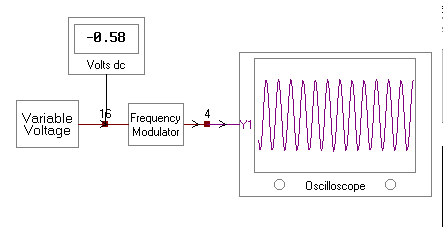 -0.58
Volts dc
16
4
Variable
Voltage
Frequency
Modulator
Y1
Oscilloscope